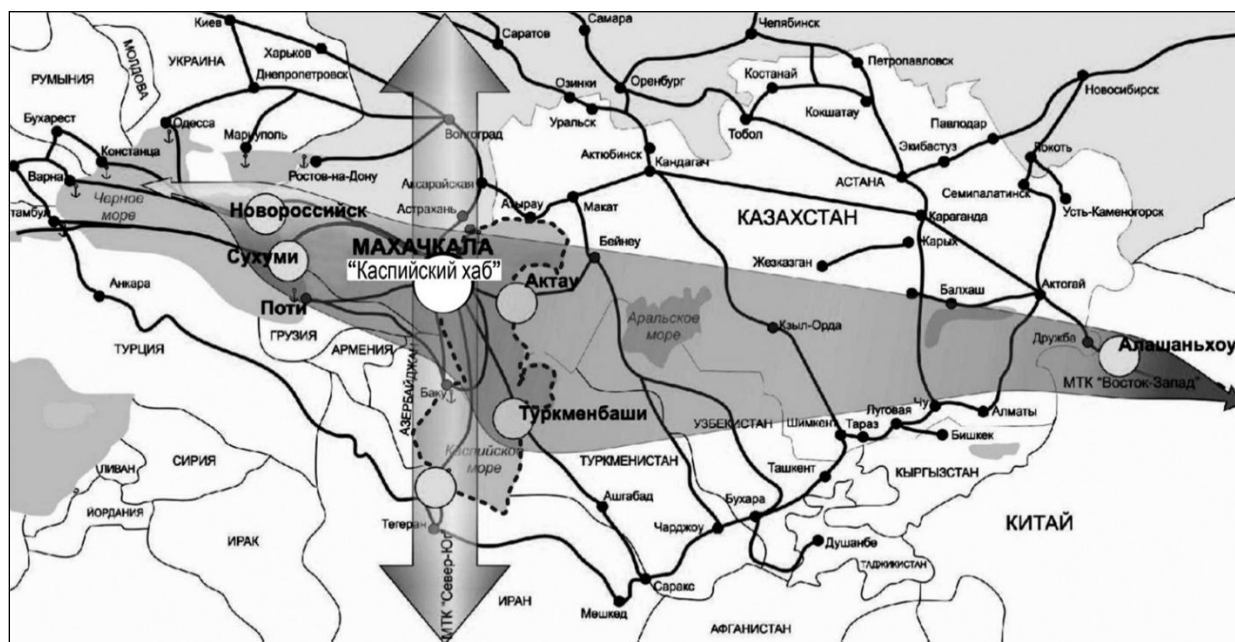 Киев
Самара
Челябинск
Саратов
МОЛДОВА
УКРАИНА
Харьков
Петропавловск
РУМЫНИЯ
Днепропетровск
Озинки
Оренбург
Костанай
Новосибирск
Бухарест
Одесса
Мариуполь
Волгоград
Уральск
Тобол
Кокшатау
Павлодар
Констанца
Актюбинск
Экибастуз
Локоть
Варна
Ростов-на-Дону
Аксарайская
Кандагач
АСТАНА
Семипалатинск
Черное
море
Новороссийск
Астрахань
Атырау
Макат
КАЗАХСТАН
Караганда
Усть-Каменогорск
тамбул
МАХАЧКАЛА
"Каспийский хаб"
Бейнеу
Жарых
Сухуми
Жезказган
Анкара
Актау
Балхаш
Актогай
Поти
Аральское
море
Кзыл-Орда
ГРУЗИЯ
Дружба
Алашаньхоу
ТУРЦИЯ
АРМЕНИЯ
АЗЕРБАЙДЖАН
Баку
МТК "Восток-Запад"
Туркменбаши
УЗБЕКИСТАН
Шимкент
Тараз
Луговая
Чу
Алматы
Бишкек
Каспийское
море
ТУРКМЕНИСТАН
КЫРГЫЗСТАН
СИРИЯ
ЛИВАН
Ташкент
Ашгабад
Бухара
ИОРДАНИЯ
Тегеран
Чарджоу
КИТАЙ
ИРАК
Душанбе
ТАДЖИКИСТАН
МТК "Север-Юг"
Саракс
ИРАН
Мешхед
АФГАНИСТАН